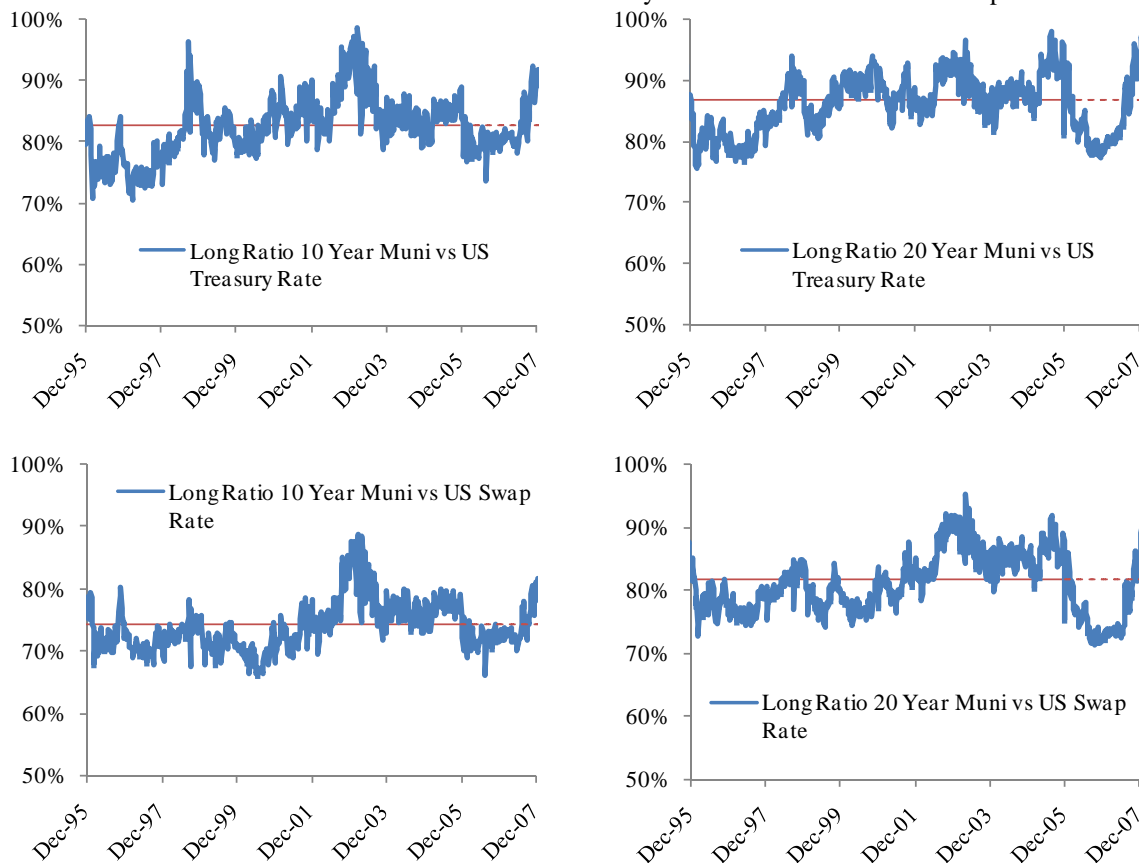 100%
90%
80%
70%
60%
50%
Long Ratio 10 Year Muni vs US
Treasury Rate
Dec-95
Dec-97
Dec-99
Dec-01
Dec-03
Dec-05
Dec-07
100%
90%
80%
70%
60%
50%
Long Ratio 20 Year Muni vs US
Treasury Rate
Dec-95
Dec-97
Dec-99
Dec-01
Dec-03
Dec-05
Dec-07
100%
90%
80%
70%
60%
50%
Long Ratio 10 Year Muni vs US Swap
Rate
Dec-95
Dec-97
Dec-99
Dec-01
Dec-03
Dec-05
Dec-07
100%
90%
80%
70%
60%
50%
Long Ratio 20 Year Muni vs US Swap
Rate
Dec-95
Dec-97
Dec-99
Dec-01
Dec-03
Dec-05
Dec-07